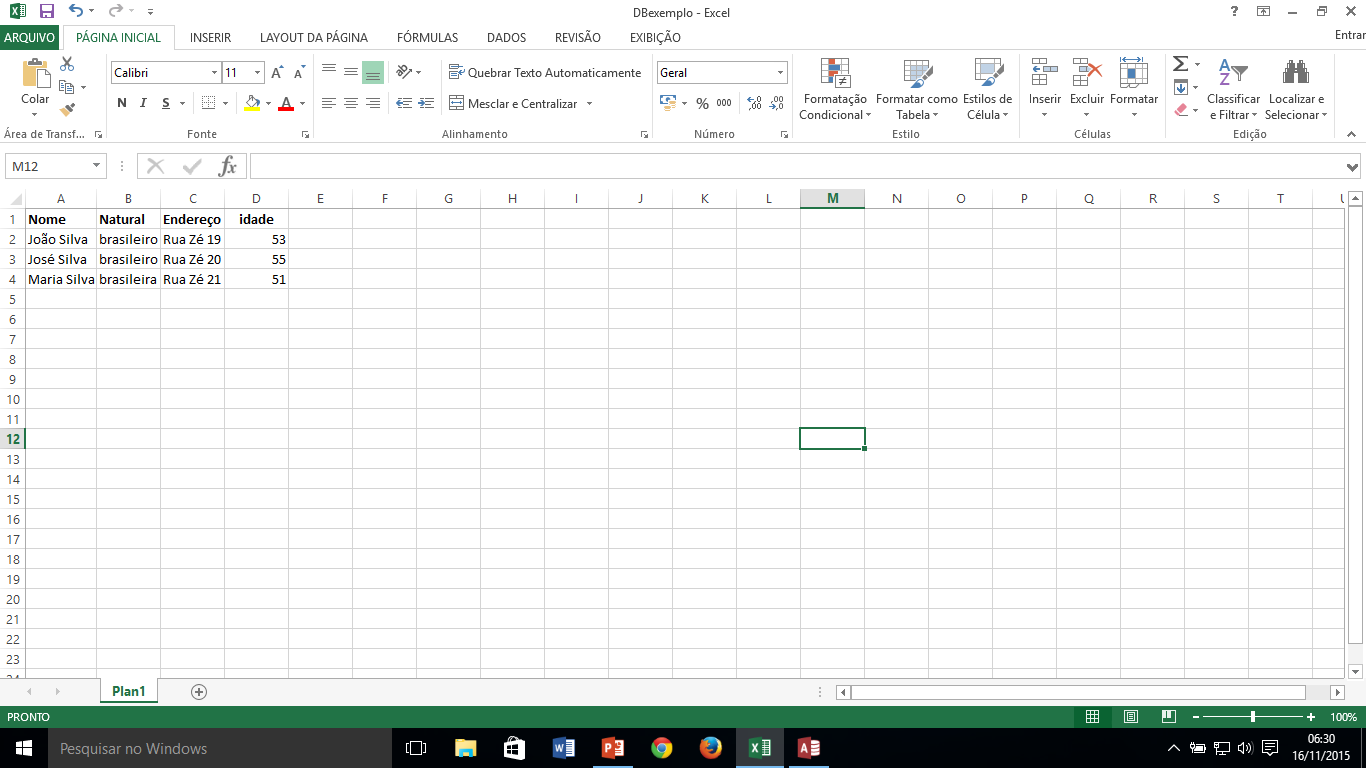 DBexemplo - Excel
ARQUIVO PÁGINA INICIAL INSERIR LAYOUT DA PÁGINA FÓRMULAS DADOS REVISÃO EXIBIÇÃO Entrar
Colar
Calibri 11
N I S
Quebrar Texto Automaticamente
Mesclar e Centralizar
Geral
% 000
Formatação Condicional
Formatar como Tabela
Estilos de Célula
Inserir Excluir Formatar
Classificar e Filtrar
Localizar e Selecionar
Área de Transf... Fonte Alinhamento Número Estilo Células Edição
M12 fx
A B C D E F G H I J K L M N O P Q R S T
1 Nome Natural Endereço idade
2 João Silva brasileiro Rua Zé 19 53
3 José Silva brasileiro Rua Zé 20 55
4 Maria Silva brasileira Rua Zé 21 51
5
6
7
8
9
10
11
12
13
14
15
16
17
18
19
20
21
22
23
Plan1
PRONTO 100%
Pesquisar no Windows
06:30
16/11/2015